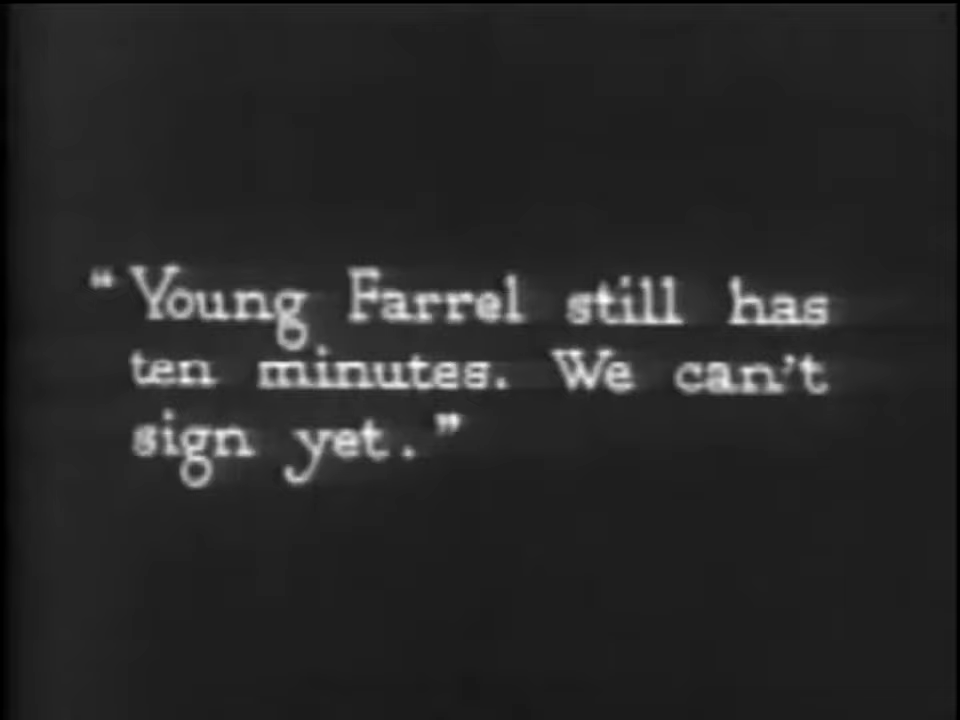 “Young Farrel still has
ten minutes. We can't
sign yet.”